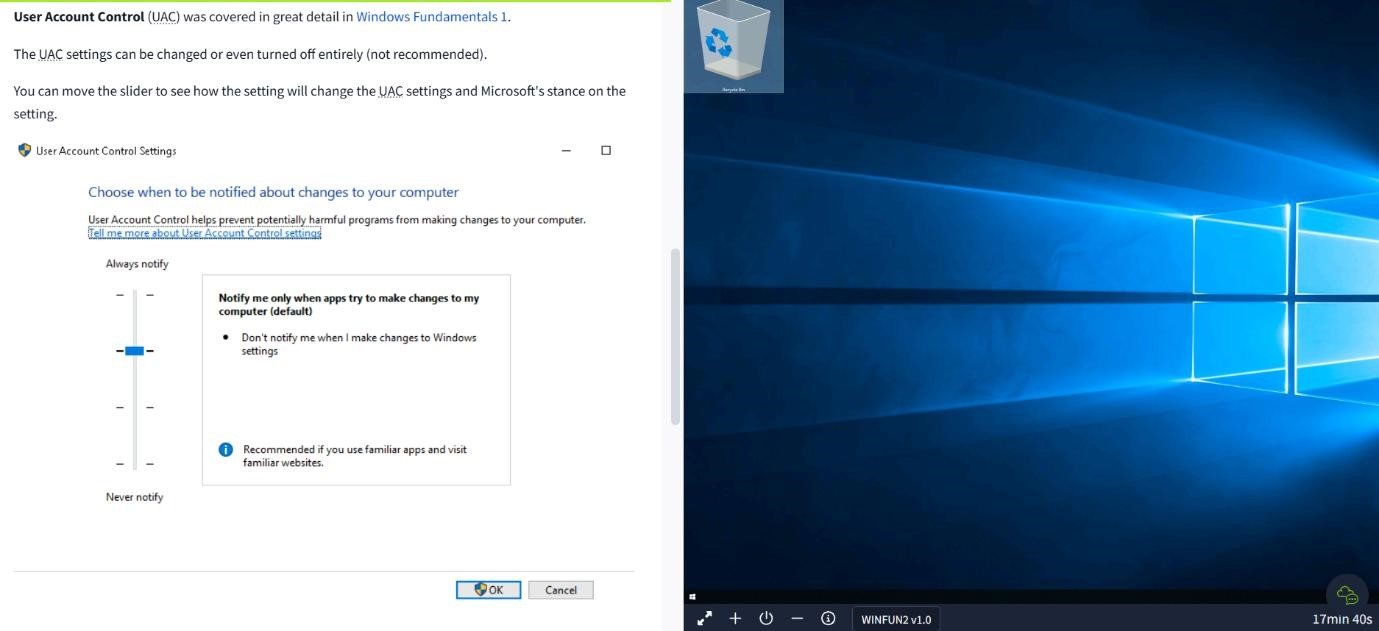 User Account Control (UAC) was covered in great detail in Windows Fundamentals 1.
The UAC settings can be changed or even turned off entirely (not recommended).
You can move the slider to see how the setting will change the UAC settings and Microsoft's stance on the
setting.
User Account Control Settings
Choose when to be notified about changes to your computer
User Account Control helps prevent potentially harmful programs from making changes to your computer.
Tell me more about User Account Control settings
Always notify
Notify me only when apps try to make changes to my
computer (default)
• Don't notify me when I make changes to Windows
settings
Recommended if you use familiar apps and visit
familiar websites.
Never notify
OK
Cancel
Recycle Bin
WINFUN2 v1.0
17min 40s